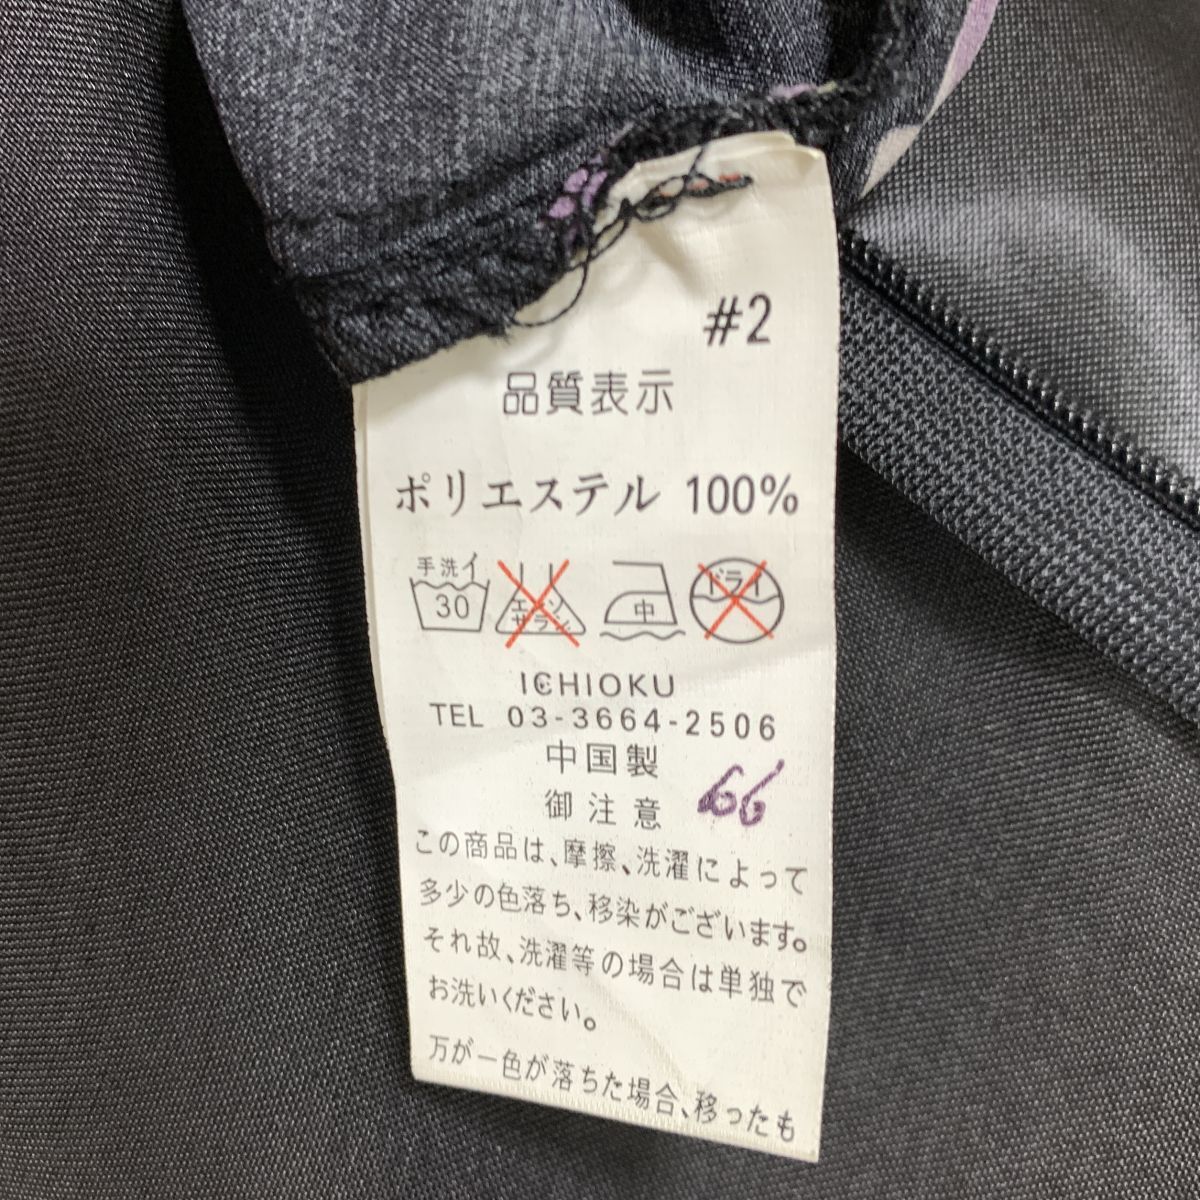 #2
品質表示
ポリエステル 100%
手洗イ
30
エンソ
サラシ
中
ドライ
ICHIOKU
TEL 03-3664-2506
中国製
66
御注意
この商品は、摩擦、洗濯によって
多少の色落ち、移染がございます。
それ故、洗濯等の場合は単独で
お洗いください。
万が一色が落ちた場合、移ったも